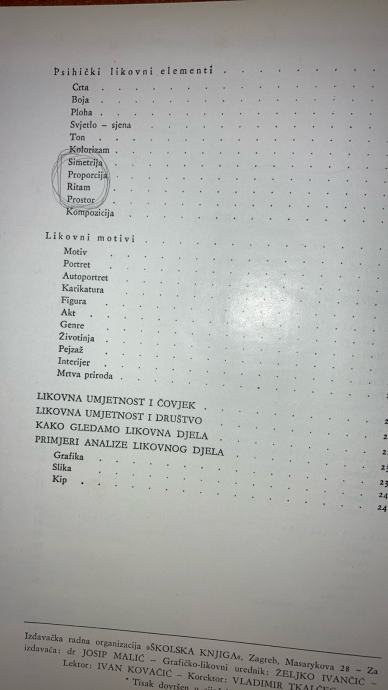 Psihički likovni elementi
Crta
Boja
Ploha
Svjetlo – sjena
Ton
Kolorizam
Simetrija
Proporcija
Ritam
Prostor
Kompozicija
Likovni motivi
Motiv
Portret
Autoportret
Karikatura
Figura
Akt
Genre
Životinja
Pejzaž
Interijer
Mrtva priroda
LIKOVNA UMJETNOST I ČOVJEK
LIKOVNA UMJETNOST I DRUŠTVO
KAKO GLEDAMO LIKOVNA DJELA
PRIMJERI ANALIZE LIKOVNOG DJELA
Grafika
Slika
Kip
Izdavačka radna organizacija »ŠKOLSKA KNJIGA«, Zagreb, Masarykova 28 – Za
izdavača: dr JOSIP MALIĆ – Grafičko-likovni urednik: ŽELJKO IVANČIĆ –
Lektor: IVAN KOVAČIĆ – Korektor: VLADIMIR
* Tisak dovršen u